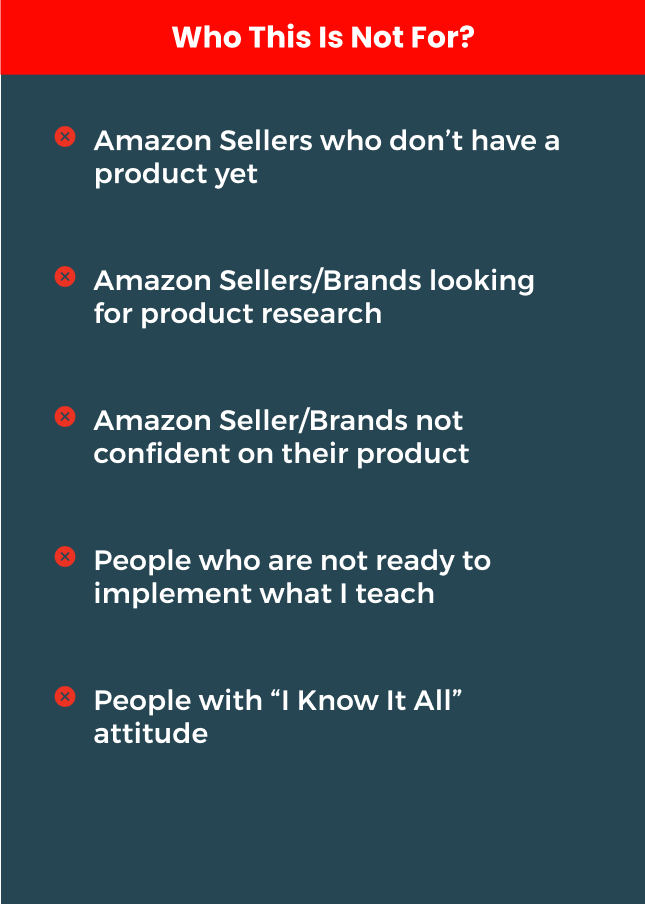 Who This Is Not For?
Amazon Sellers who don’t have a
product yet
Amazon Sellers/Brands looking
for product research
Amazon Seller/Brands not
confident on their product
People who are not ready to
implement what I teach
People with “I Know It All”
attitude